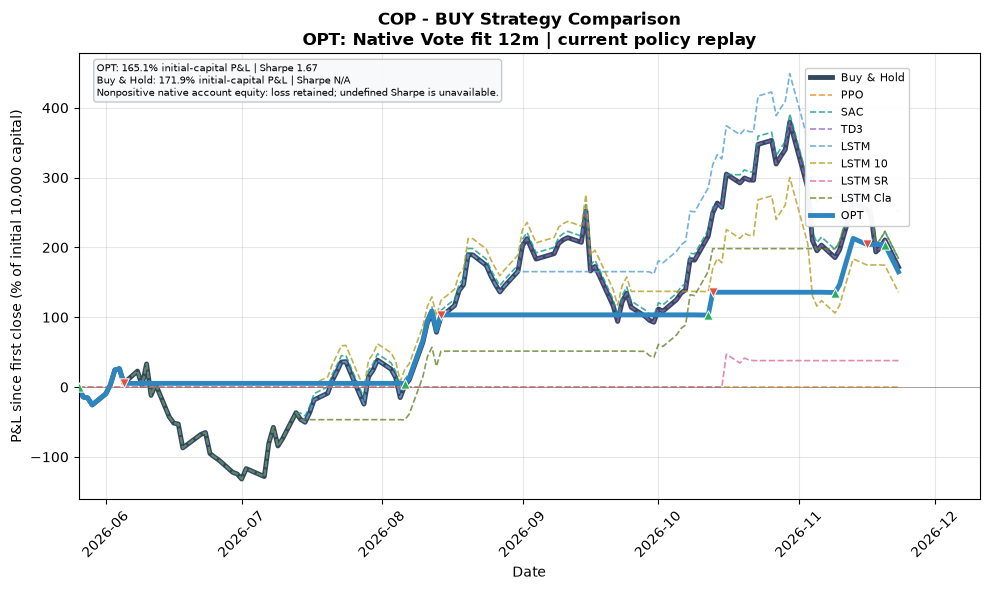 COP - BUY Strategy Comparison
OPT: Native Vote fit 12m | current policy replay
OPT: 165.1% initial-capital P&L | Sharpe 1.67
Buy & Hold: 171.9% initial-capital P&L | Sharpe N/A
Nonpositive native account equity: loss retained; undefined Sharpe is unavailable.
Buy & Hold
PPO
SAC
TD3
LSTM
LSTM 10
LSTM SR
LSTM Cla
OPT
P&L since first close (% of initial 10,000 capital)
400
300
200
100
0
−100
2026-06
2026-07
2026-08
2026-09
2026-10
2026-11
2026-12
Date